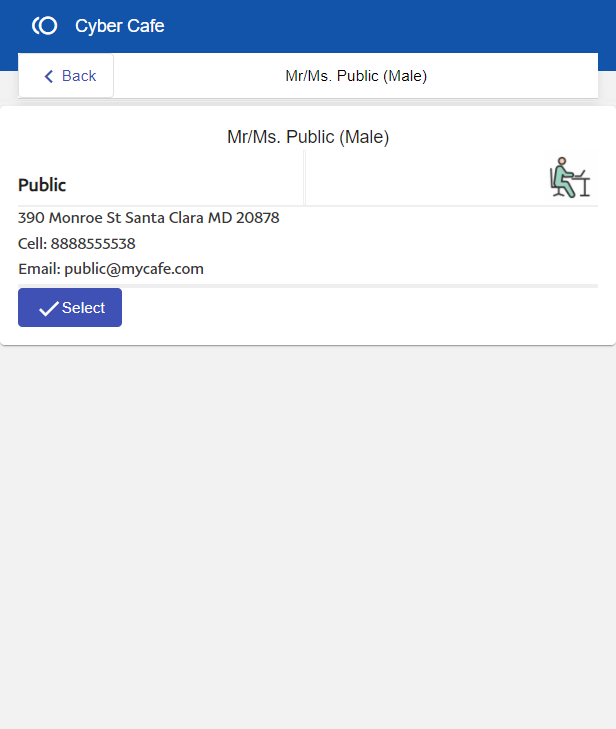 Cyber Cafe
Back
Mr/Ms. Public (Male)
Mr/Ms. Public (Male)
Public
390 Monroe St Santa Clara MD 20878
Cell: 8888555538
Email: public@mycafe.com
Select